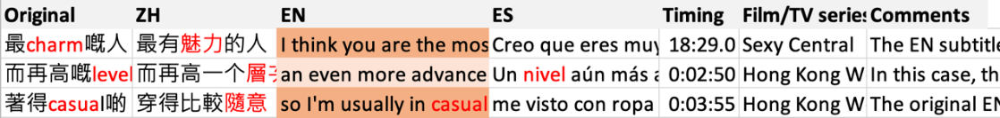 Original ZH EN ES Timing Film/TV series Comments
最charm嘅人 最有魅力的人 I think you are the mos Creo que eres muy 18:29.0 Sexy Central The EN subtitle
而再高嘅level 而再高一个層 an even more advance Un nivel aún más 0:02:50 Hong Kong W In this case, th
著得casual啲 穿得比較隨意 so I'm usually in casual me visto con ropa 0:03:55 Hong Kong W The original EN